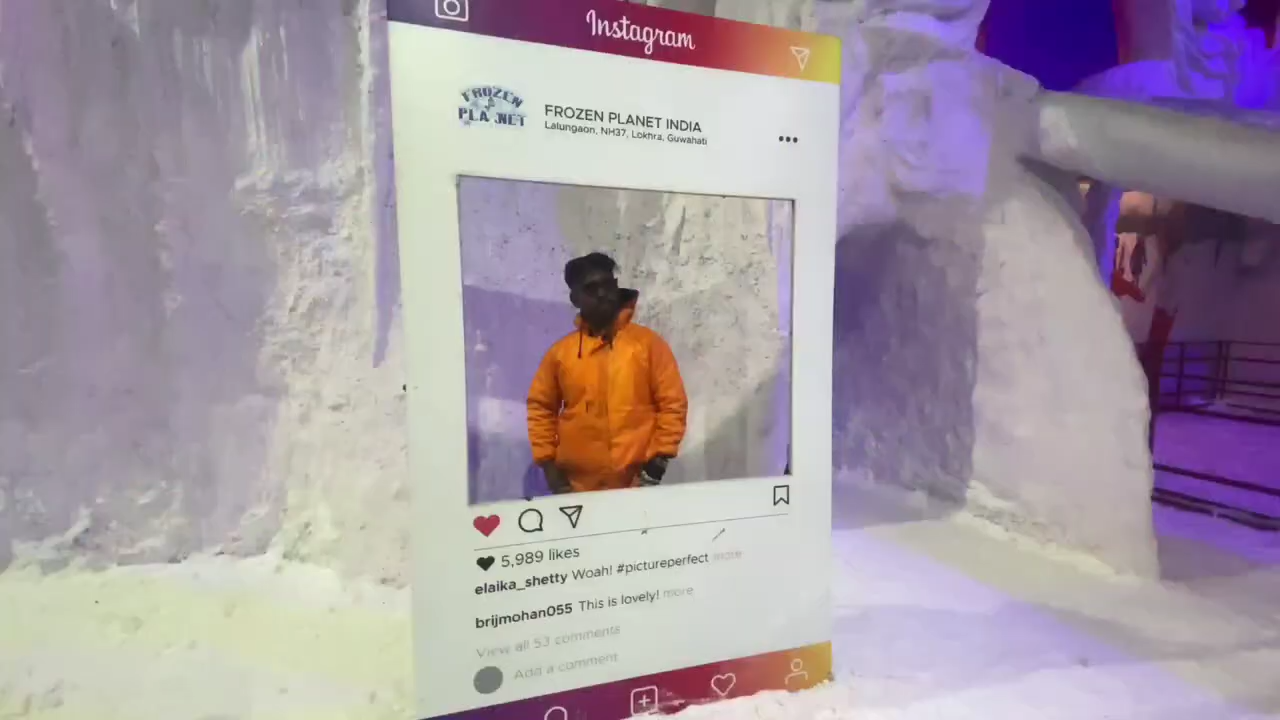 Instagram
FROZEN
PLA NET
FROZEN PLANET INDIA
Lalungaon, NH37, Lokhra, Guwahati
5,989 likes
elaika_shetty Woah! #pictureperfect more
brijmohan055 This is lovely! more
View all 53 comments
Add a comment